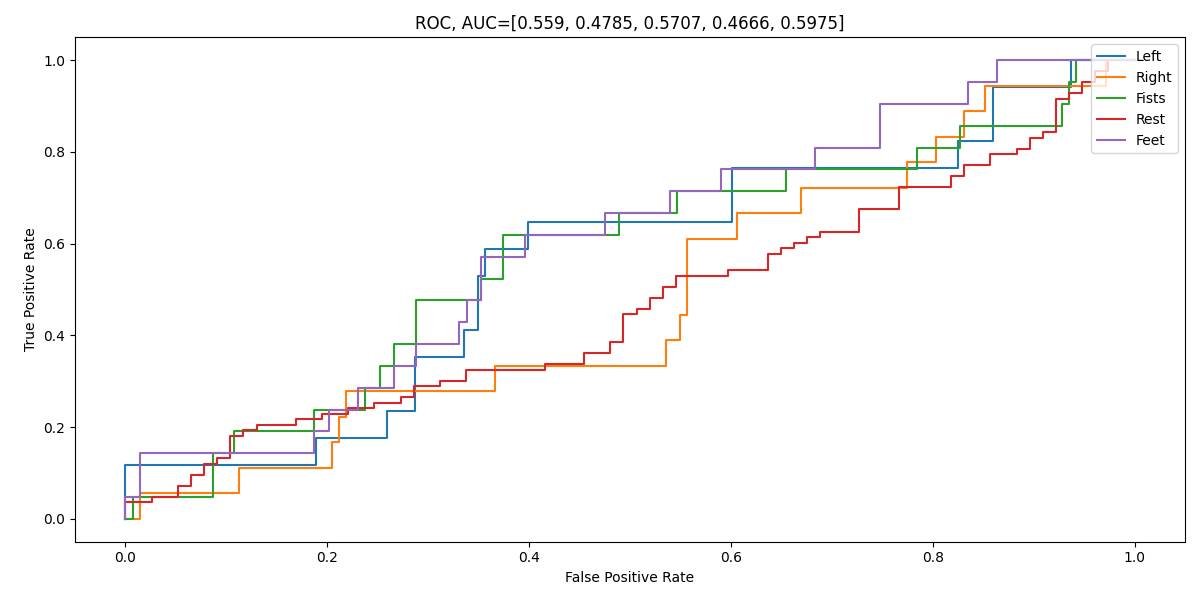 ROC, AUC=[0.559, 0.4785, 0.5707, 0.4666, 0.5975]
Left
Right
Fists
Rest
Feet
True Positive Rate
1.0
0.8
0.6
0.4
0.2
0.0
0.0 0.2 0.4 0.6 0.8 1.0
False Positive Rate